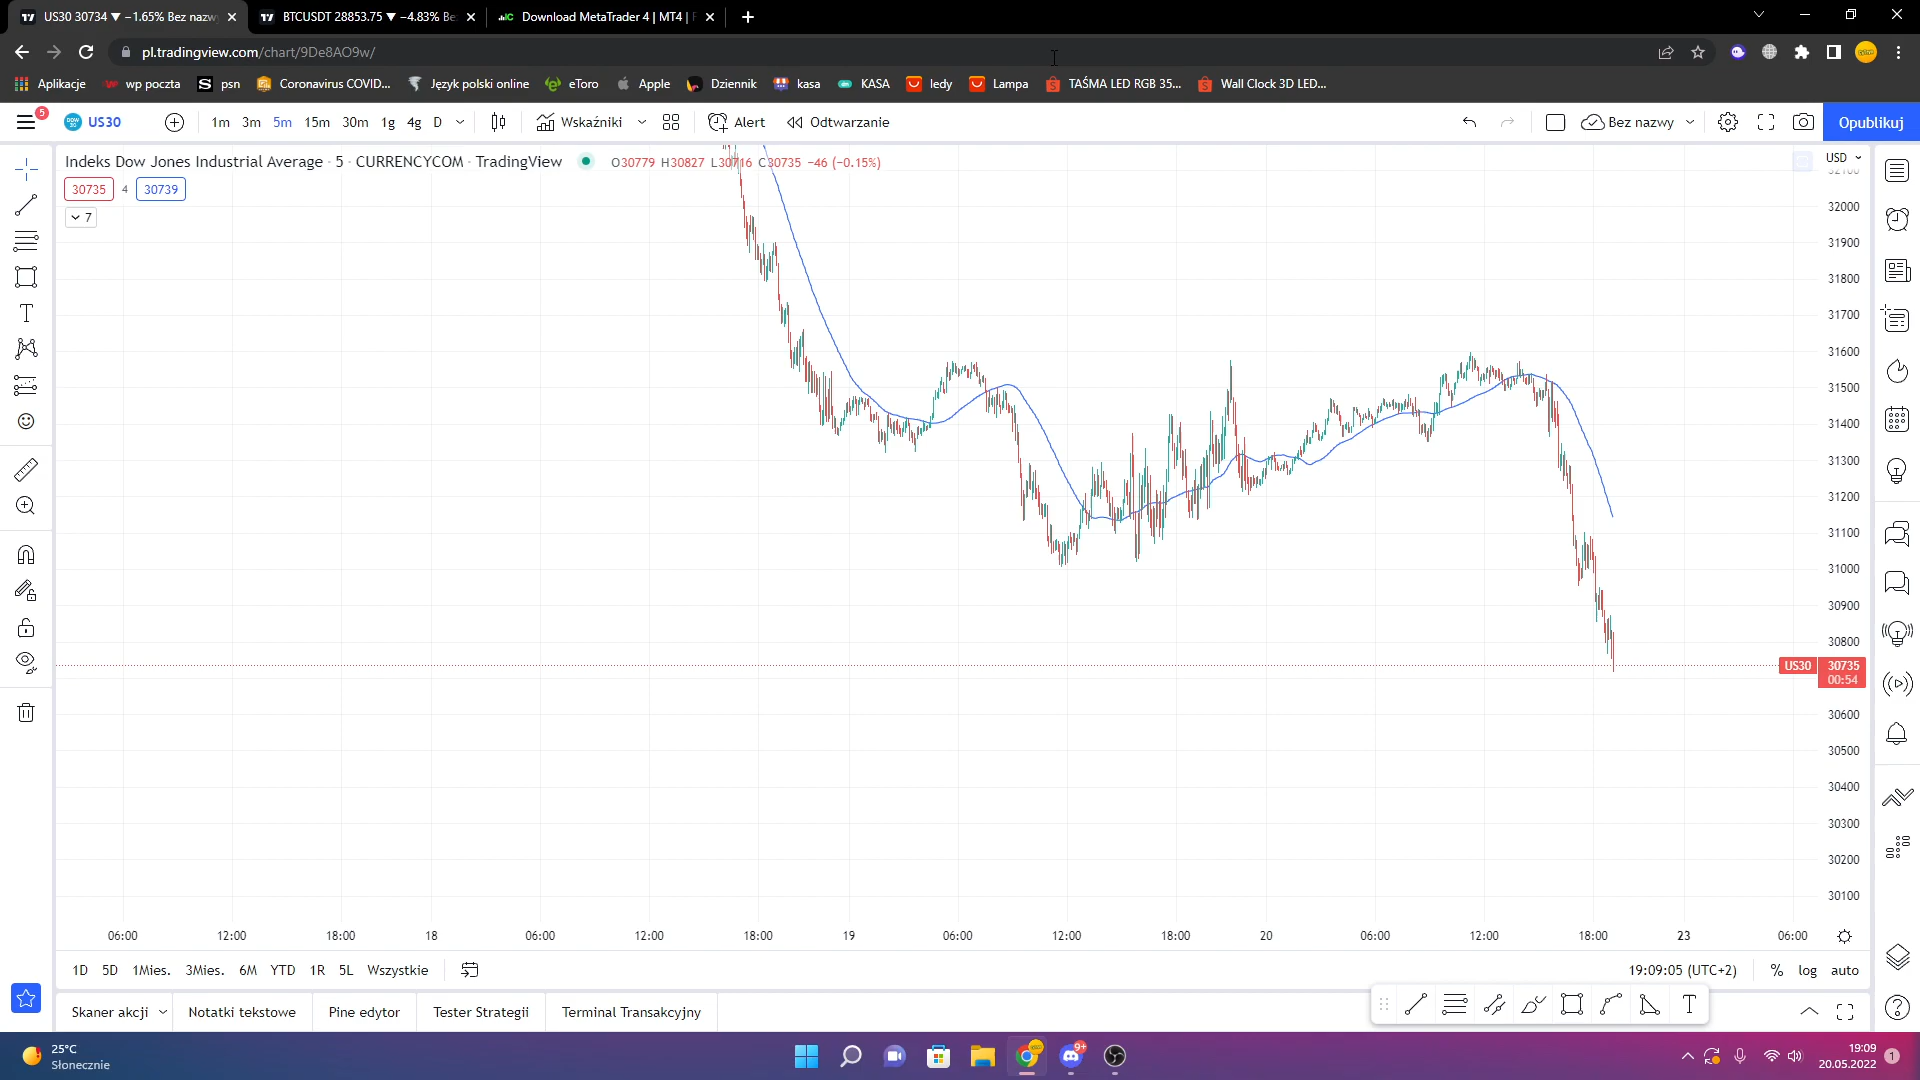 US30 30734 ▼ −1.65% Bez nazw
BTCUSDT 28853.75 ▼ −4.83% Be
Download MetaTrader 4 | MT4 | F
pl.tradingview.com/chart/9De8AO9w/
Aplikacje
wp poczta
psn
Coronavirus COVID...
Język polski online
eToro
Apple
Dziennik
kasa
KASA
ledy
Lampa
TAŚMA LED RGB 35...
Wall Clock 3D LED...
5
US30
1m 3m 5m 15m 30m 1g 4g D
Wskaźniki
Alert
Odtwarzanie
Bez nazwy
Opublikuj
Indeks Dow Jones Industrial Average · 5 · CURRENCYCOM · TradingView
O30779 H30827 L30716 C30735 −46 (−0.15%)
USD
30735 4 30739
7
32100
32000
31900
31800
31700
31600
31500
31400
31300
31200
31100
31000
30900
30800
US30 30735
00:54
30600
30500
30400
30300
30200
30100
06:00 12:00 18:00 18 06:00 12:00 18:00 19 06:00 12:00 18:00 20 06:00 12:00 18:00 23 06:00
1D 5D 1Mies. 3Mies. 6M YTD 1R 5L Wszystkie
19:09:05 (UTC+2) % log auto
Skaner akcji
Notatki tekstowe
Pine edytor
Tester Strategii
Terminal Transakcyjny
25°C
Słonecznie
9+
19:09
20.05.2022
1